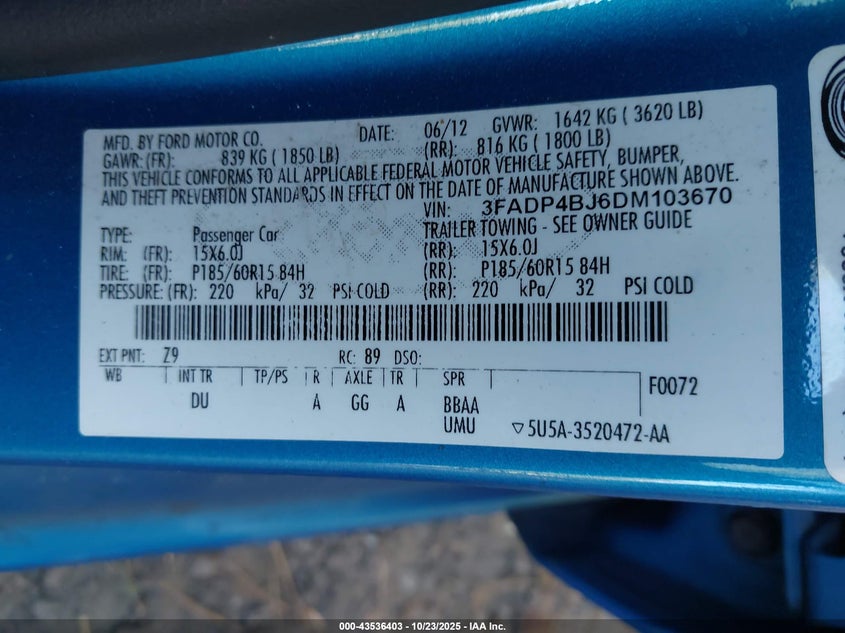 MFD. BY FORD MOTOR CO. DATE: 06/12 GVWR: 1642 KG ( 3620 LB)
GAWR: (FR): 839 KG ( 1850 LB) (RR): 816 KG ( 1800 LB)
THIS VEHICLE CONFORMS TO ALL APPLICABLE FEDERAL MOTOR VEHICLE SAFETY, BUMPER,
AND THEFT PREVENTION STANDARDS IN EFFECT ON THE DATE OF MANUFACTURE SHOWN ABOVE.
VIN: 3FADP4BJ6DM103670
TYPE: Passenger Car TRAILER TOWING - SEE OWNER GUIDE
RIM: (FR): 15X6.0J (RR): 15X6.0J
TIRE: (FR): P185/60R15 84H (RR): P185/60R15 84H
PRESSURE: (FR): 220 kPa/ 32 PSI COLD (RR): 220 kPa/ 32 PSI COLD
EXT PNT: Z9 RC: 89 DSO:
WB INT TR TP/PS R AXLE TR SPR F0072
DU A GG A BBAA
UMU ▽5U5A-3520472-AA
000-43536403 - 10/23/2025 - IAA Inc.